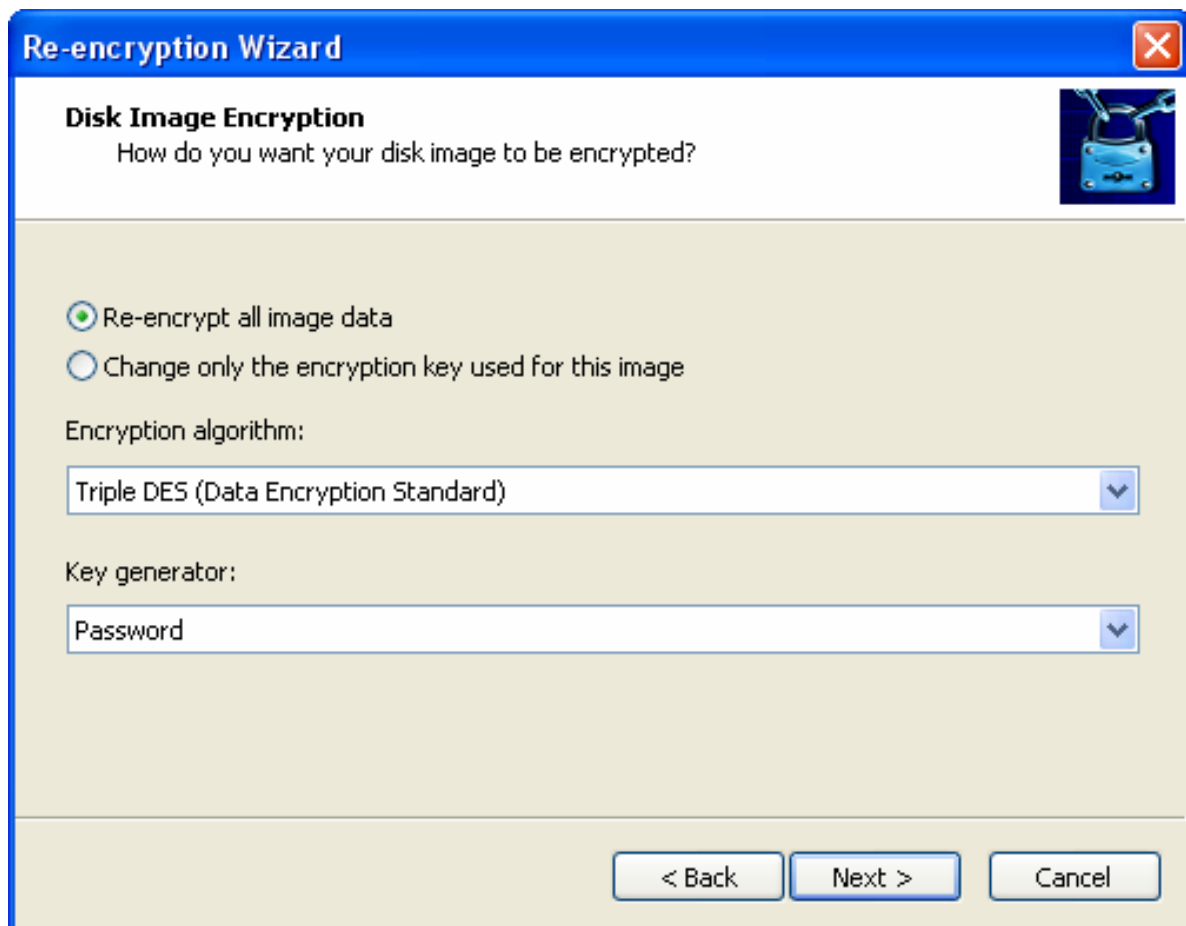 Re-encryption Wizard
Disk Image Encryption
How do you want your disk image to be encrypted?
Re-encrypt all image data
Change only the encryption key used for this image
Encryption algorithm:
Triple DES (Data Encryption Standard)
Key generator:
Password
< Back
Next >
Cancel